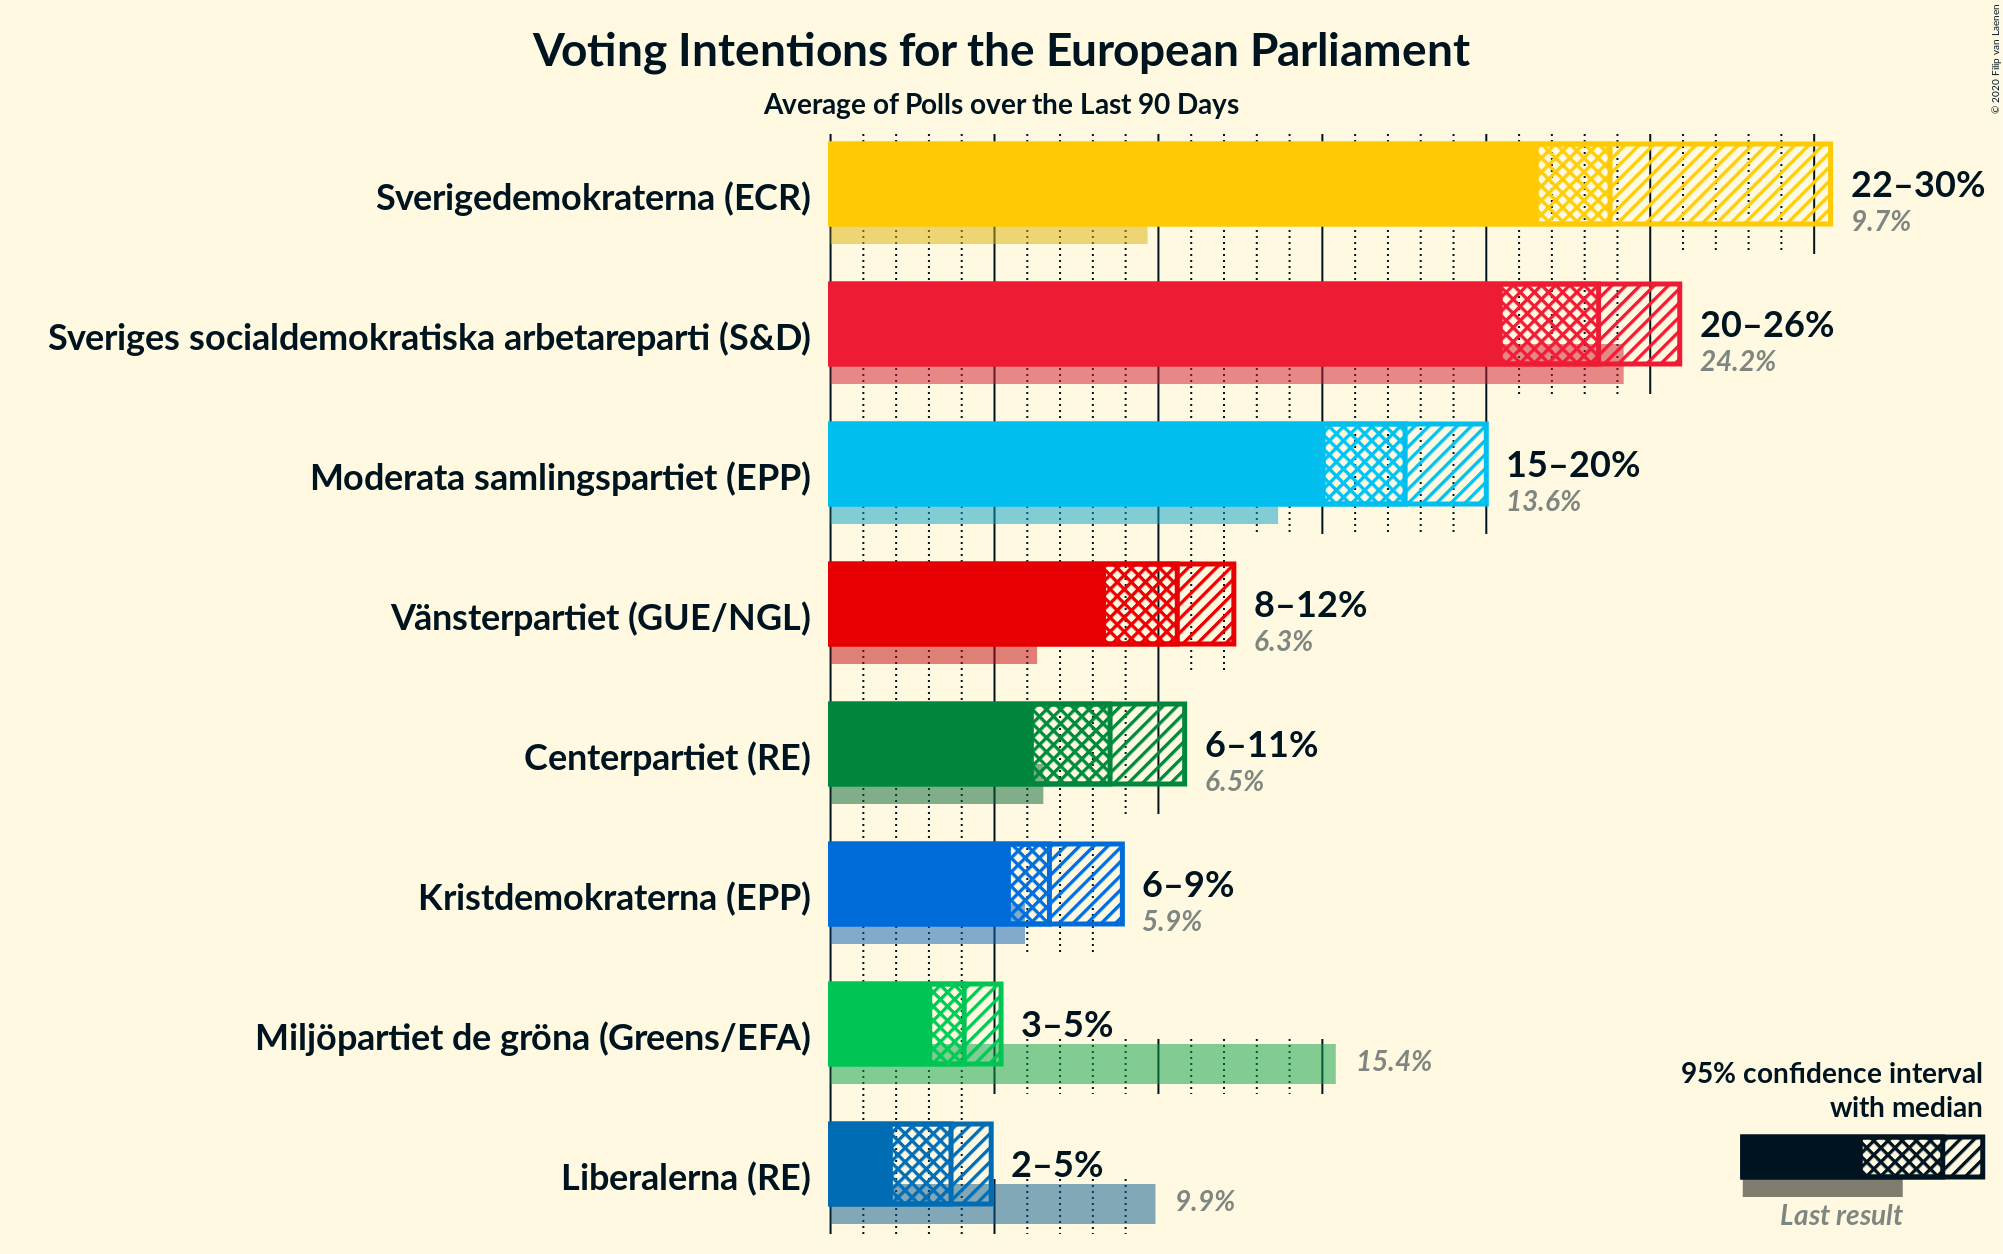 Voting Intentions for the European Parliament
Average of Polls over the Last 90 Days
© 2020 Filip van Laenen
Sverigedemokraterna (ECR)
22–30%
9.7%
Sveriges socialdemokratiska arbetareparti (S&D)
20–26%
24.2%
Moderata samlingspartiet (EPP)
15–20%
13.6%
Vänsterpartiet (GUE/NGL)
8–12%
6.3%
Centerpartiet (RE)
6–11%
6.5%
Kristdemokraterna (EPP)
6–9%
5.9%
Miljöpartiet de gröna (Greens/EFA)
3–5%
15.4%
Liberalerna (RE)
2–5%
9.9%
95% confidence interval
with median
Last result